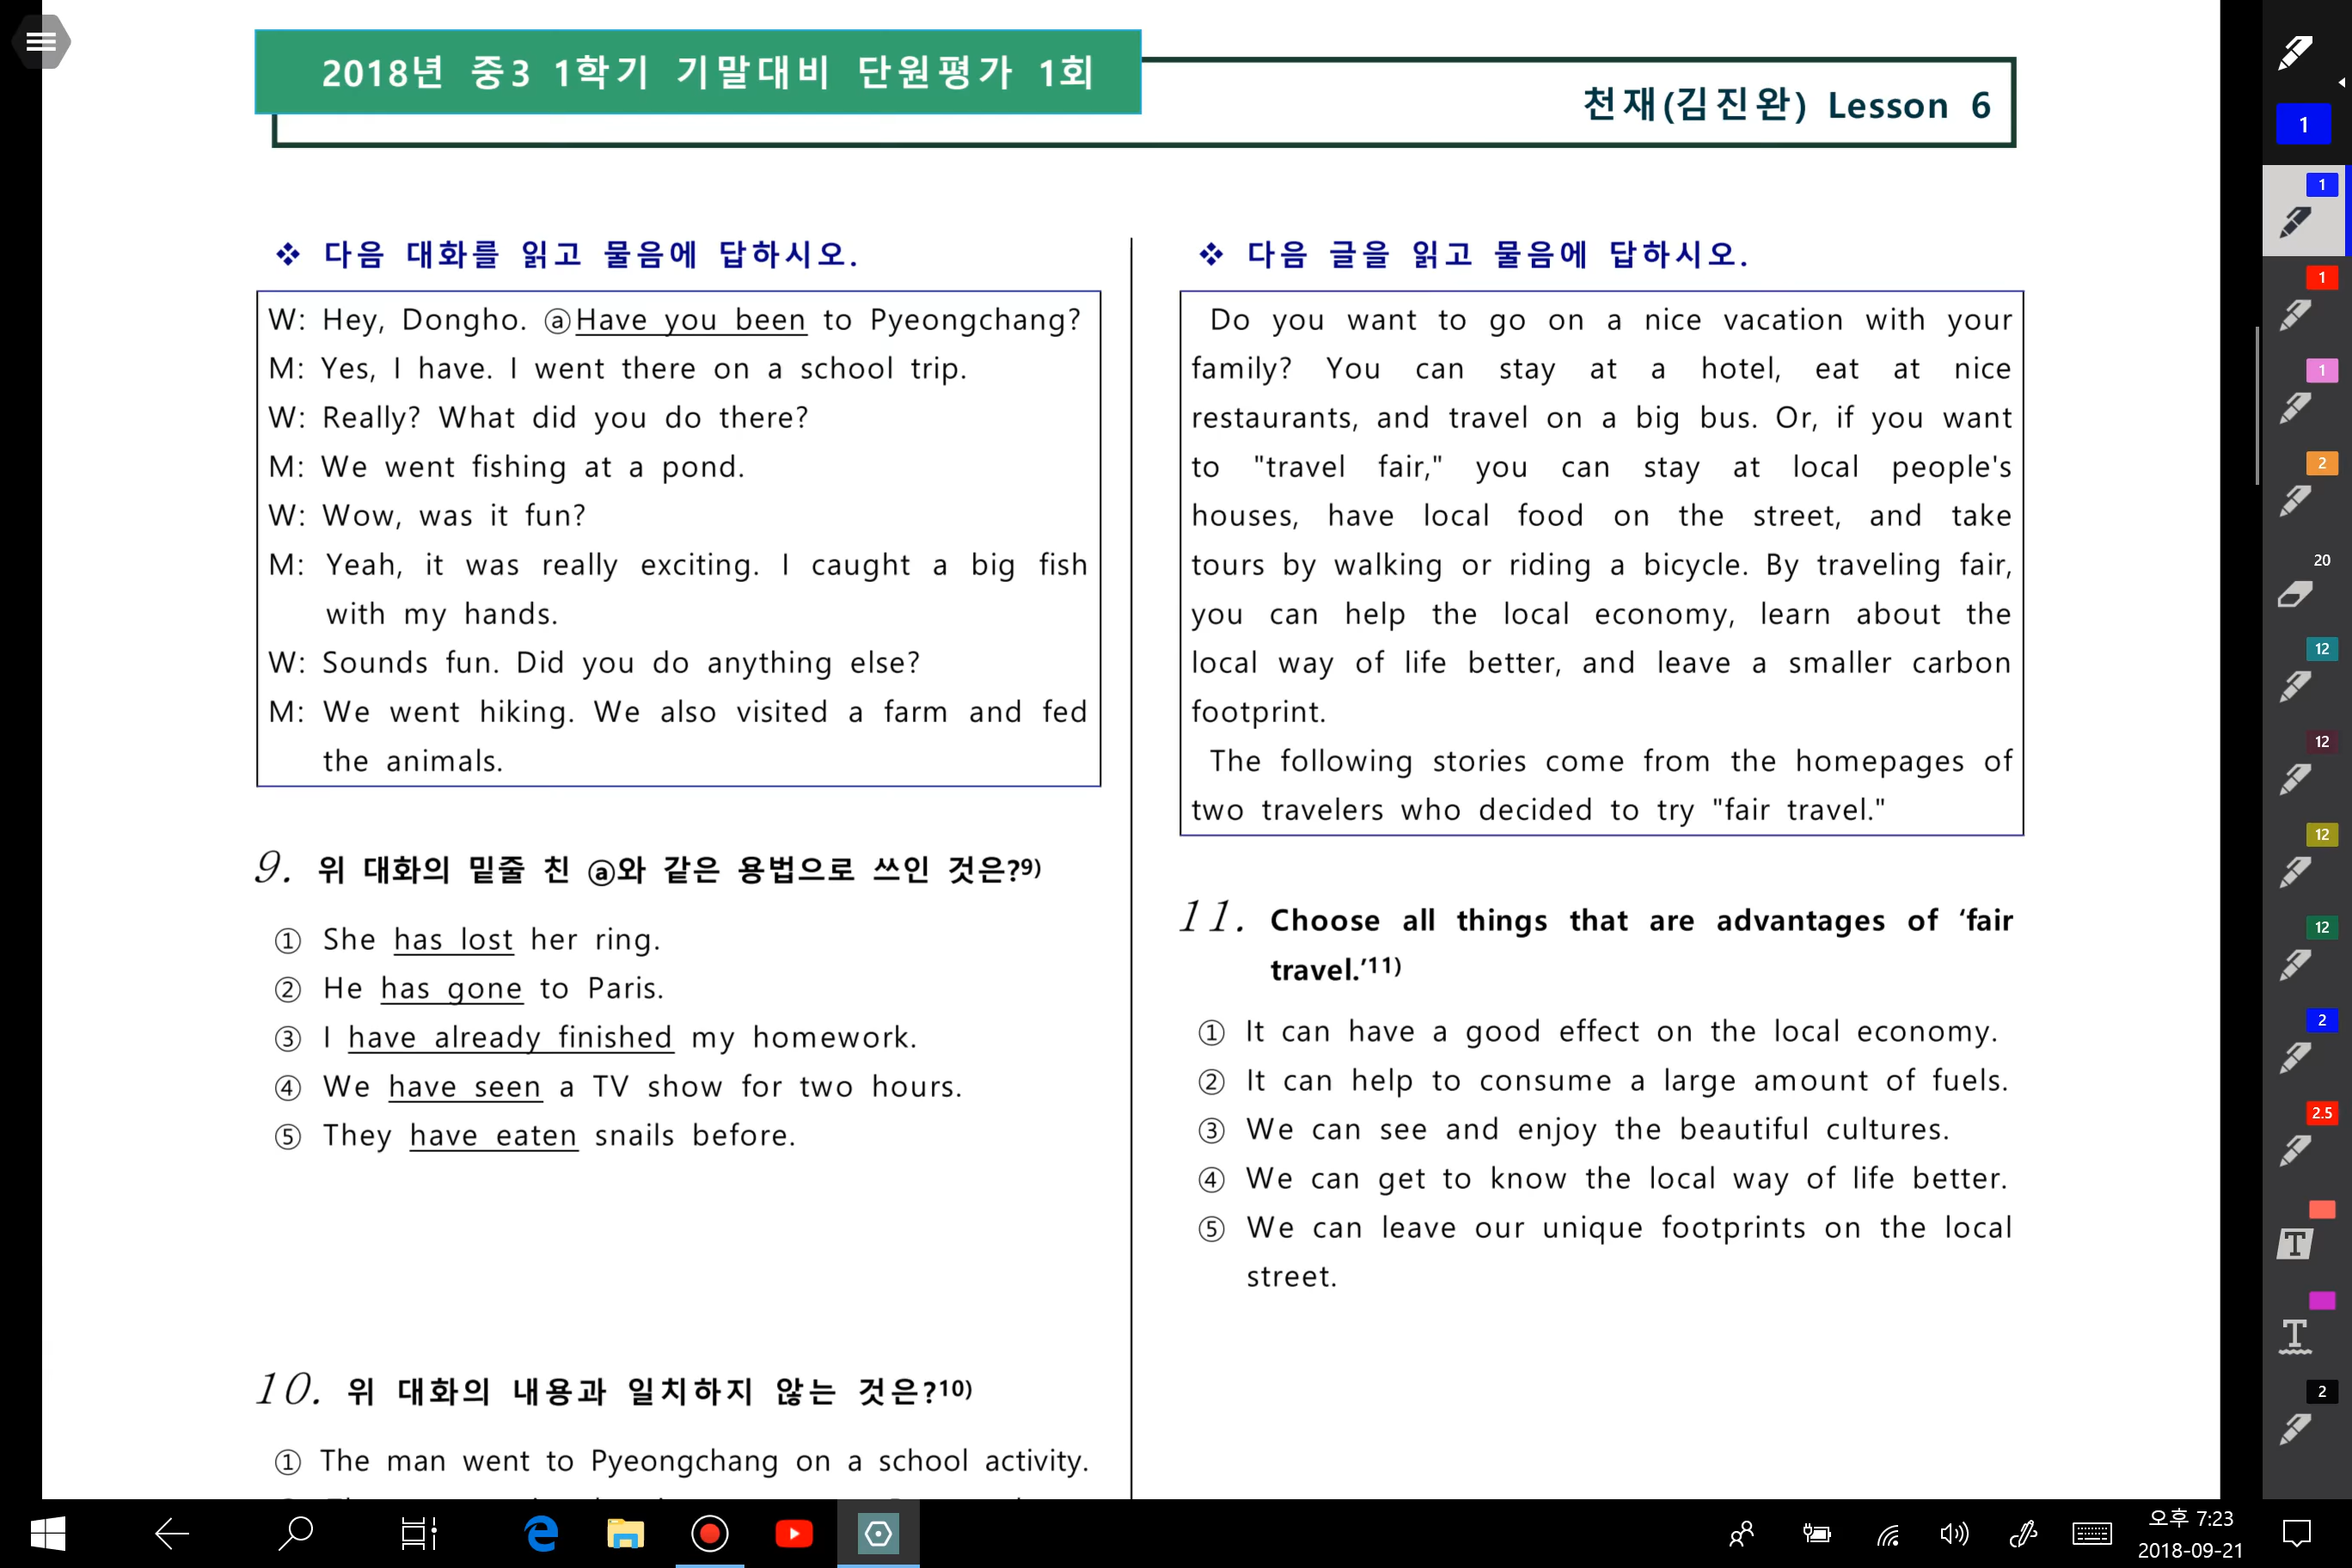 2018년 중3 1학기 기말대비 단원평가 1회
천재(김진완) Lesson 6
❖ 다음 대화를 읽고 물음에 답하시오.
W: Hey, Dongho. ⓐHave you been to Pyeongchang?
M: Yes, I have. I went there on a school trip.
W: Really? What did you do there?
M: We went fishing at a pond.
W: Wow, was it fun?
M: Yeah, it was really exciting. I caught a big fish
with my hands.
W: Sounds fun. Did you do anything else?
M: We went hiking. We also visited a farm and fed
the animals.
9. 위 대화의 밑줄 친 ⓐ와 같은 용법으로 쓰인 것은?9)
① She has lost her ring.
② He has gone to Paris.
③ I have already finished my homework.
④ We have seen a TV show for two hours.
⑤ They have eaten snails before.
10. 위 대화의 내용과 일치하지 않는 것은?10)
① The man went to Pyeongchang on a school activity.
❖ 다음 글을 읽고 물음에 답하시오.
Do you want to go on a nice vacation with your
family? You can stay at a hotel, eat at nice
restaurants, and travel on a big bus. Or, if you want
to "travel fair," you can stay at local people's
houses, have local food on the street, and take
tours by walking or riding a bicycle. By traveling fair,
you can help the local economy, learn about the
local way of life better, and leave a smaller carbon
footprint.
The following stories come from the homepages of
two travelers who decided to try "fair travel."
11. Choose all things that are advantages of ‘fair
travel.’11)
① It can have a good effect on the local economy.
② It can help to consume a large amount of fuels.
③ We can see and enjoy the beautiful cultures.
④ We can get to know the local way of life better.
⑤ We can leave our unique footprints on the local
street.
1
1
1
1
2
20
12
12
12
12
2
2.5
T
T
2
오후 7:23
2018-09-21